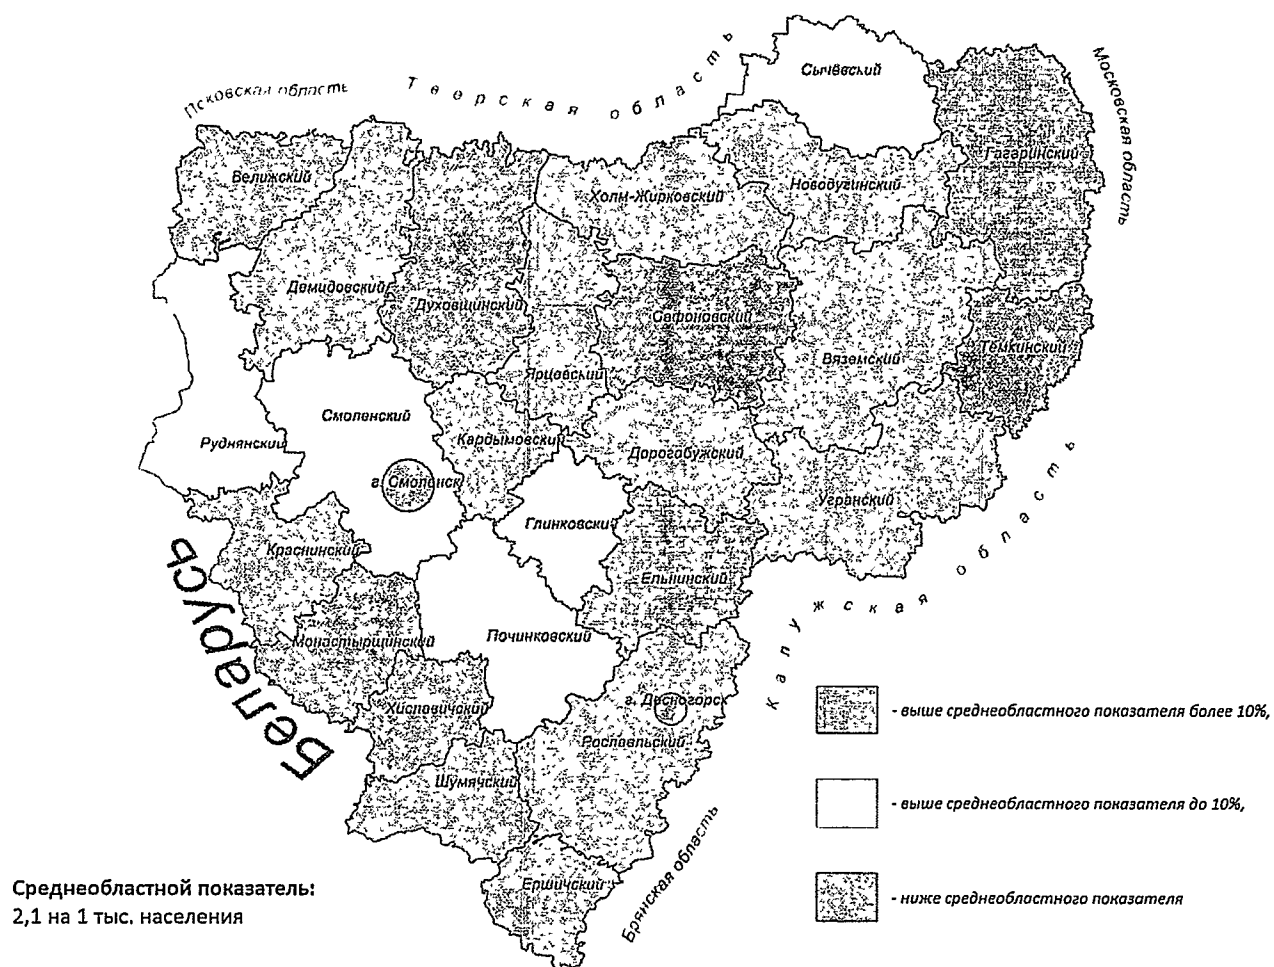 Псковская область
Тверская область
Московская область
Сычёвский
Гагаринский
Велижский
Холм-Жирковский
Новодугинский
Демидовский
Духовщинский
Сафоновский
Вяземский
Тёмкинский
Ярцевский
Смоленский
Руднянский
Кардымовский
Дорогобужский
г. Смоленск
Угранский
Глинковский
Краснинский
Ельнинский
Калужская область
Беларусь
Монастырщинский
Починковский
г. Десногорск
Хиславичский
Рославльский
Шумячский
Ершичский
Брянская область
- выше среднеобластного показателя более 10%,
- выше среднеобластного показателя до 10%,
- ниже среднеобластного показателя
Среднеобластной показатель:
2,1 на 1 тыс. населения